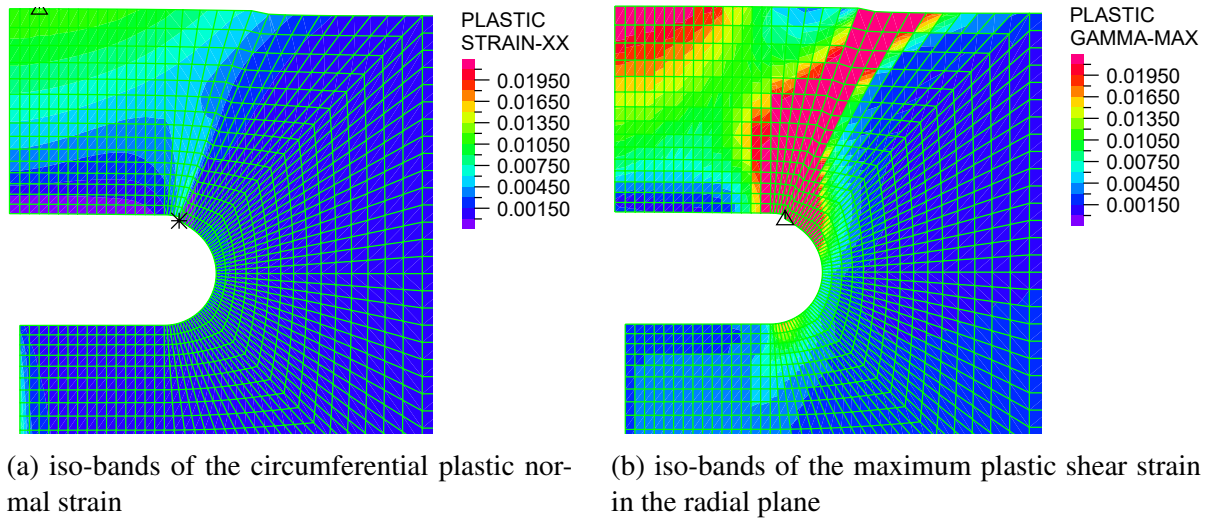 PLASTIC
STRAIN-XX
0.01950
0.01650
0.01350
0.01050
0.00750
0.00450
0.00150
PLASTIC
GAMMA-MAX
0.01950
0.01650
0.01350
0.01050
0.00750
0.00450
0.00150
(a) iso-bands of the circumferential plastic nor-
mal strain
(b) iso-bands of the maximum plastic shear strain
in the radial plane